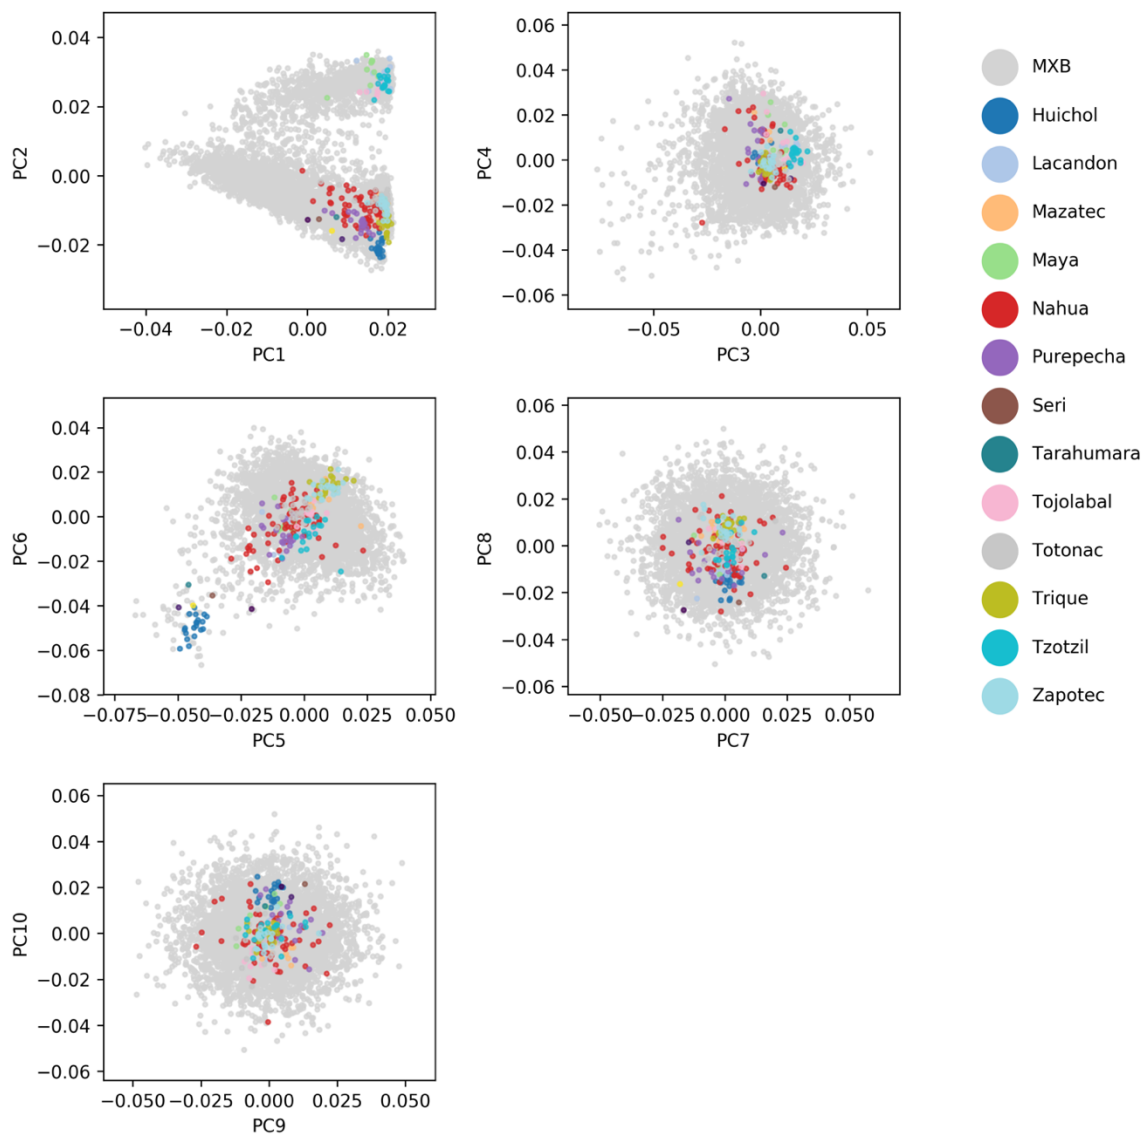 0.04
0.02
0.00
−0.02
PC2
−0.04
−0.02
0.00
0.02
PC1
0.06
0.04
0.02
0.00
−0.02
−0.04
−0.06
PC4
−0.05
0.00
0.05
PC3
MXB
Huichol
Lacandon
Mazatec
Maya
Nahua
Purepecha
Seri
Tarahumara
Tojolabal
Totonac
Trique
Tzotzil
Zapotec
0.04
0.02
0.00
−0.02
−0.04
−0.06
−0.08
PC6
−0.075
−0.050
−0.025
0.000
0.025
0.050
PC5
0.06
0.04
0.02
0.00
−0.02
−0.04
−0.06
PC8
−0.050
−0.025
0.000
0.025
0.050
PC7
0.06
0.04
0.02
0.00
−0.02
−0.04
−0.06
PC10
−0.050
−0.025
0.000
0.025
0.050
PC9